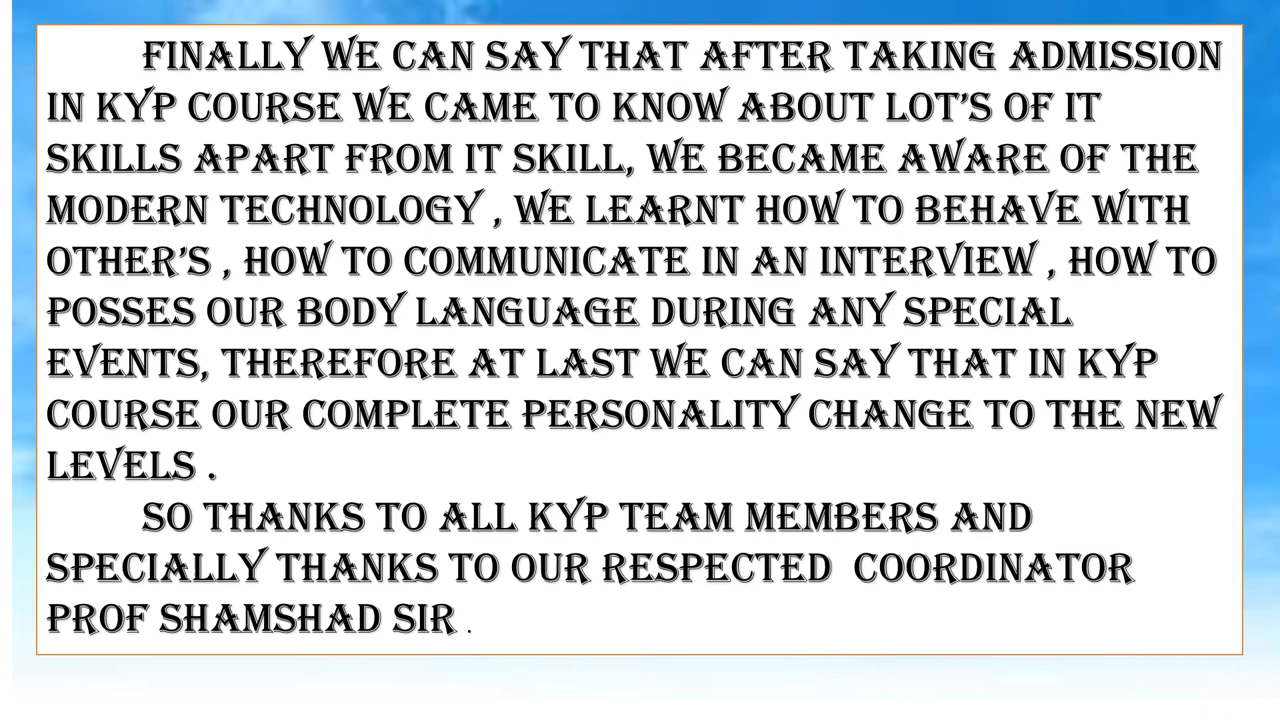 FINALLY WE CAN SAY THAT AFTER TAKING ADMISSION
IN KYP COURSE WE CAME TO KNOW ABOUT LOT’S OF IT
SKILLS APART FROM IT SKILL, WE BECAME AWARE OF THE
MODERN TECHNOLOGY , WE LEARNT HOW TO BEHAVE WITH
OTHER’S , HOW TO COMMUNICATE IN AN INTERVIEW , HOW TO
POSSES OUR BODY LANGUAGE DURING ANY SPECIAL
EVENTS, THEREFORE AT LAST WE CAN SAY THAT IN KYP
COURSE OUR COMPLETE PERSONALITY CHANGE TO THE NEW
LEVELS .
SO THANKS TO ALL KYP TEAM MEMBERS AND
SPECIALLY THANKS TO OUR RESPECTED COORDINATOR
PROF SHAMSHAD SIR .